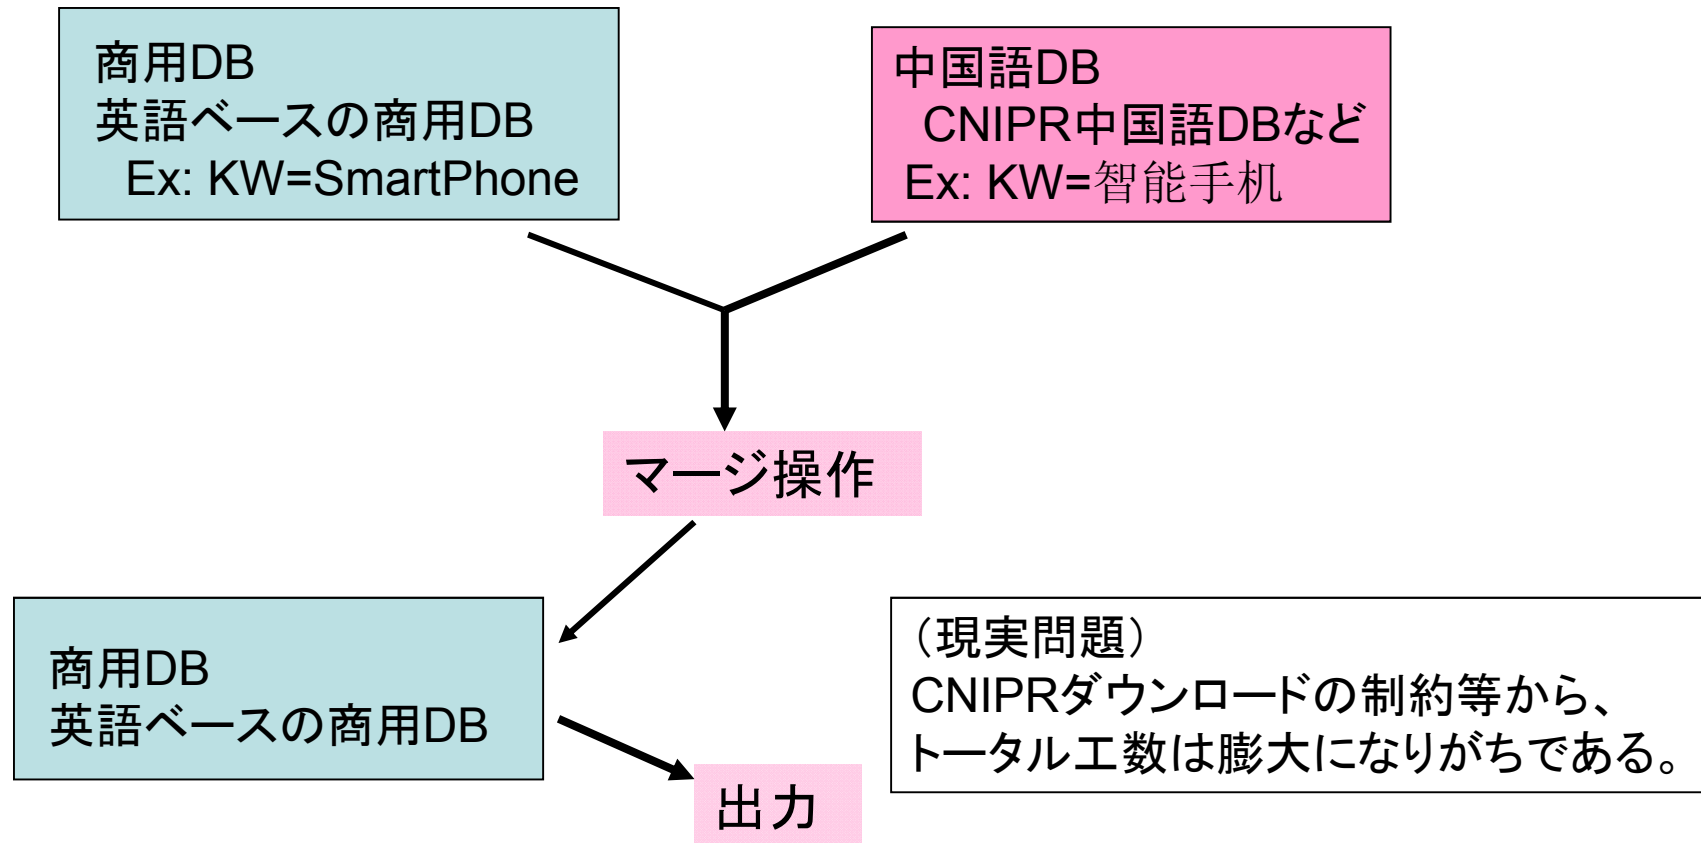 商用DB
英語ベースの商用DB
Ex: KW=SmartPhone
中国語DB
CNIPR中国語DBなど
Ex: KW=智能手机
マージ操作
商用DB
英語ベースの商用DB
（現実問題）
CNIPRダウンロードの制約等から、
トータル工数は膨大になりがちである。
出力